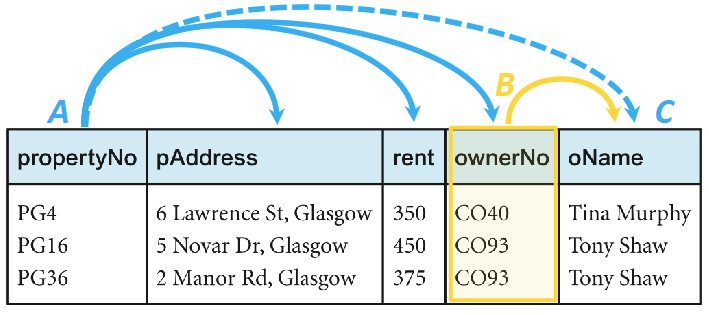 A B C
propertyNo pAddress rent ownerNo oName
PG4 6 Lawrence St, Glasgow 350 CO40 Tina Murphy
PG16 5 Novar Dr, Glasgow 450 CO93 Tony Shaw
PG36 2 Manor Rd, Glasgow 375 CO93 Tony Shaw